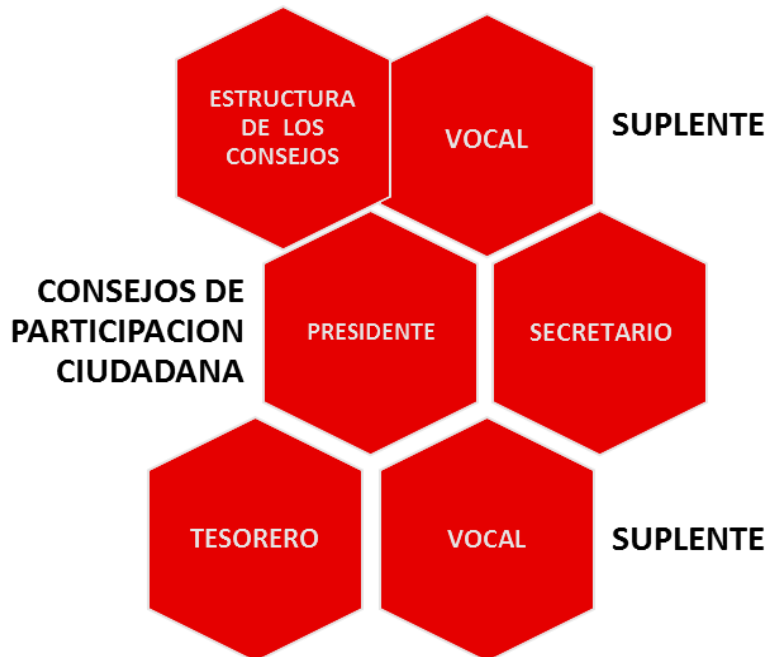 ESTRUCTURA
DE LOS
CONSEJOS
VOCAL
SUPLENTE
CONSEJOS DE
PARTICIPACION
CIUDADANA
PRESIDENTE
SECRETARIO
TESORERO
VOCAL
SUPLENTE